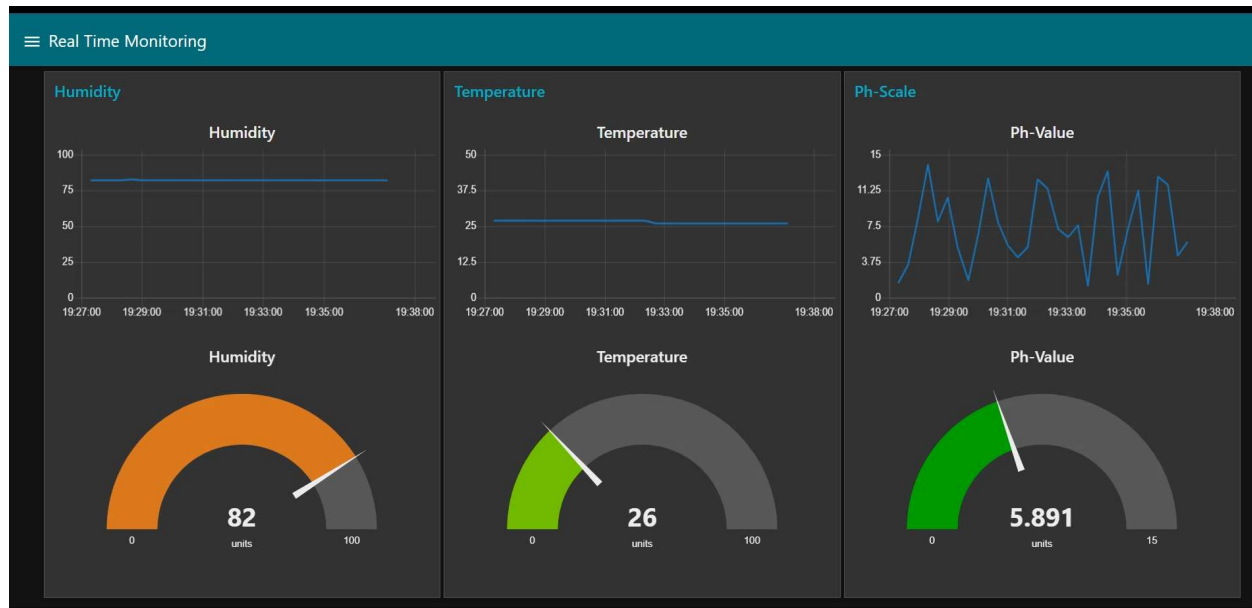 Real Time Monitoring
Humidity
Humidity
100
75
50
25
0
19:27:00 19:29:00 19:31:00 19:33:00 19:35:00 19:38:00
Humidity
82
units
0 100
Temperature
Temperature
50
37.5
25
12.5
0
19:27:00 19:29:00 19:31:00 19:33:00 19:35:00 19:38:00
Temperature
26
units
0 100
Ph-Scale
Ph-Value
15
11.25
7.5
3.75
0
19:27:00 19:29:00 19:31:00 19:33:00 19:35:00 19:38:00
Ph-Value
5.891
units
0 15